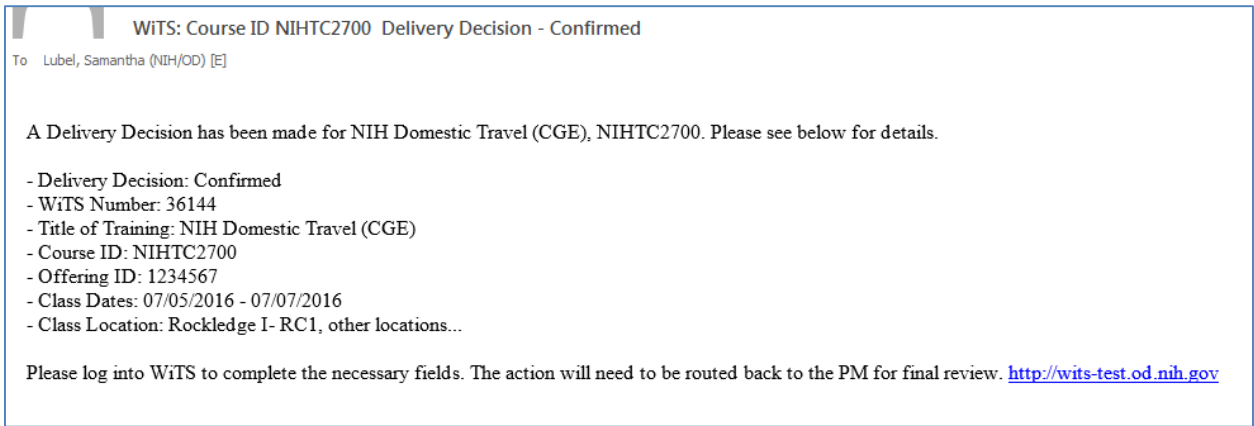 WiTS: Course ID NIHTC2700 Delivery Decision - Confirmed
To Lubel, Samantha (NIH/OD) [E]
A Delivery Decision has been made for NIH Domestic Travel (CGE), NIHTC2700. Please see below for details.
- Delivery Decision: Confirmed
- WiTS Number: 36144
- Title of Training: NIH Domestic Travel (CGE)
- Course ID: NIHTC2700
- Offering ID: 1234567
- Class Dates: 07/05/2016 - 07/07/2016
- Class Location: Rockledge I- RC1, other locations...
Please log into WiTS to complete the necessary fields. The action will need to be routed back to the PM for final review. http://wits-test.od.nih.gov